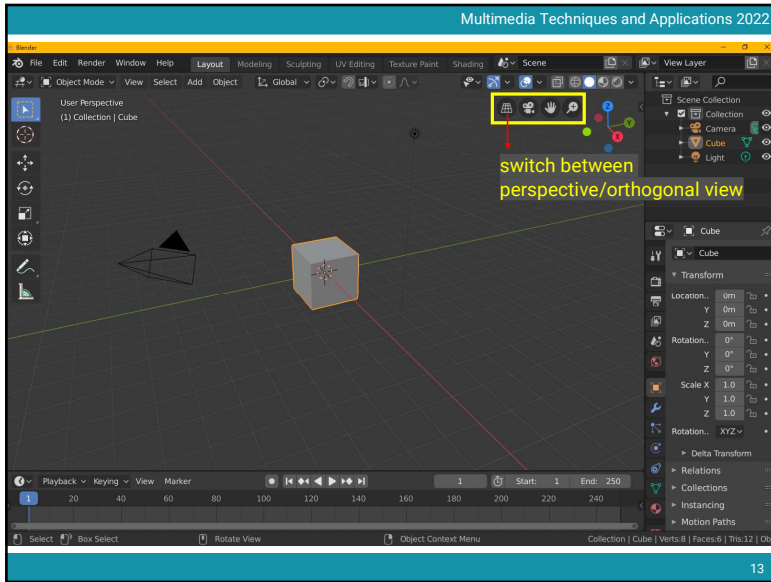 Multimedia Techniques and Applications 2022
Blender
File Edit Render Window Help Layout Modeling Sculpting UV Editing Texture Paint Shading Scene View Layer
Object Mode View Select Add Object Global
User Perspective
(1) Collection | Cube
Scene Collection
Collection
Camera
Cube
Light
switch between
perspective/orthogonal view
Cube
Cube
Transform
Location.. 0m
Y 0m
Z 0m
Rotation.. 0°
Y 0°
Z 0°
Scale X 1.0
Y 1.0
Z 1.0
Rotation.. XYZ
Delta Transform
Relations
Collections
Instancing
Motion Paths
Playback Keying View Marker 1 Start: 1 End: 250
1 20 40 60 80 100 120 140 160 180 200 220 240
Select Box Select Rotate View Object Context Menu Collection | Cube | Verts:8 | Faces:6 | Tris:12 | Ob
X
Y
Z
13